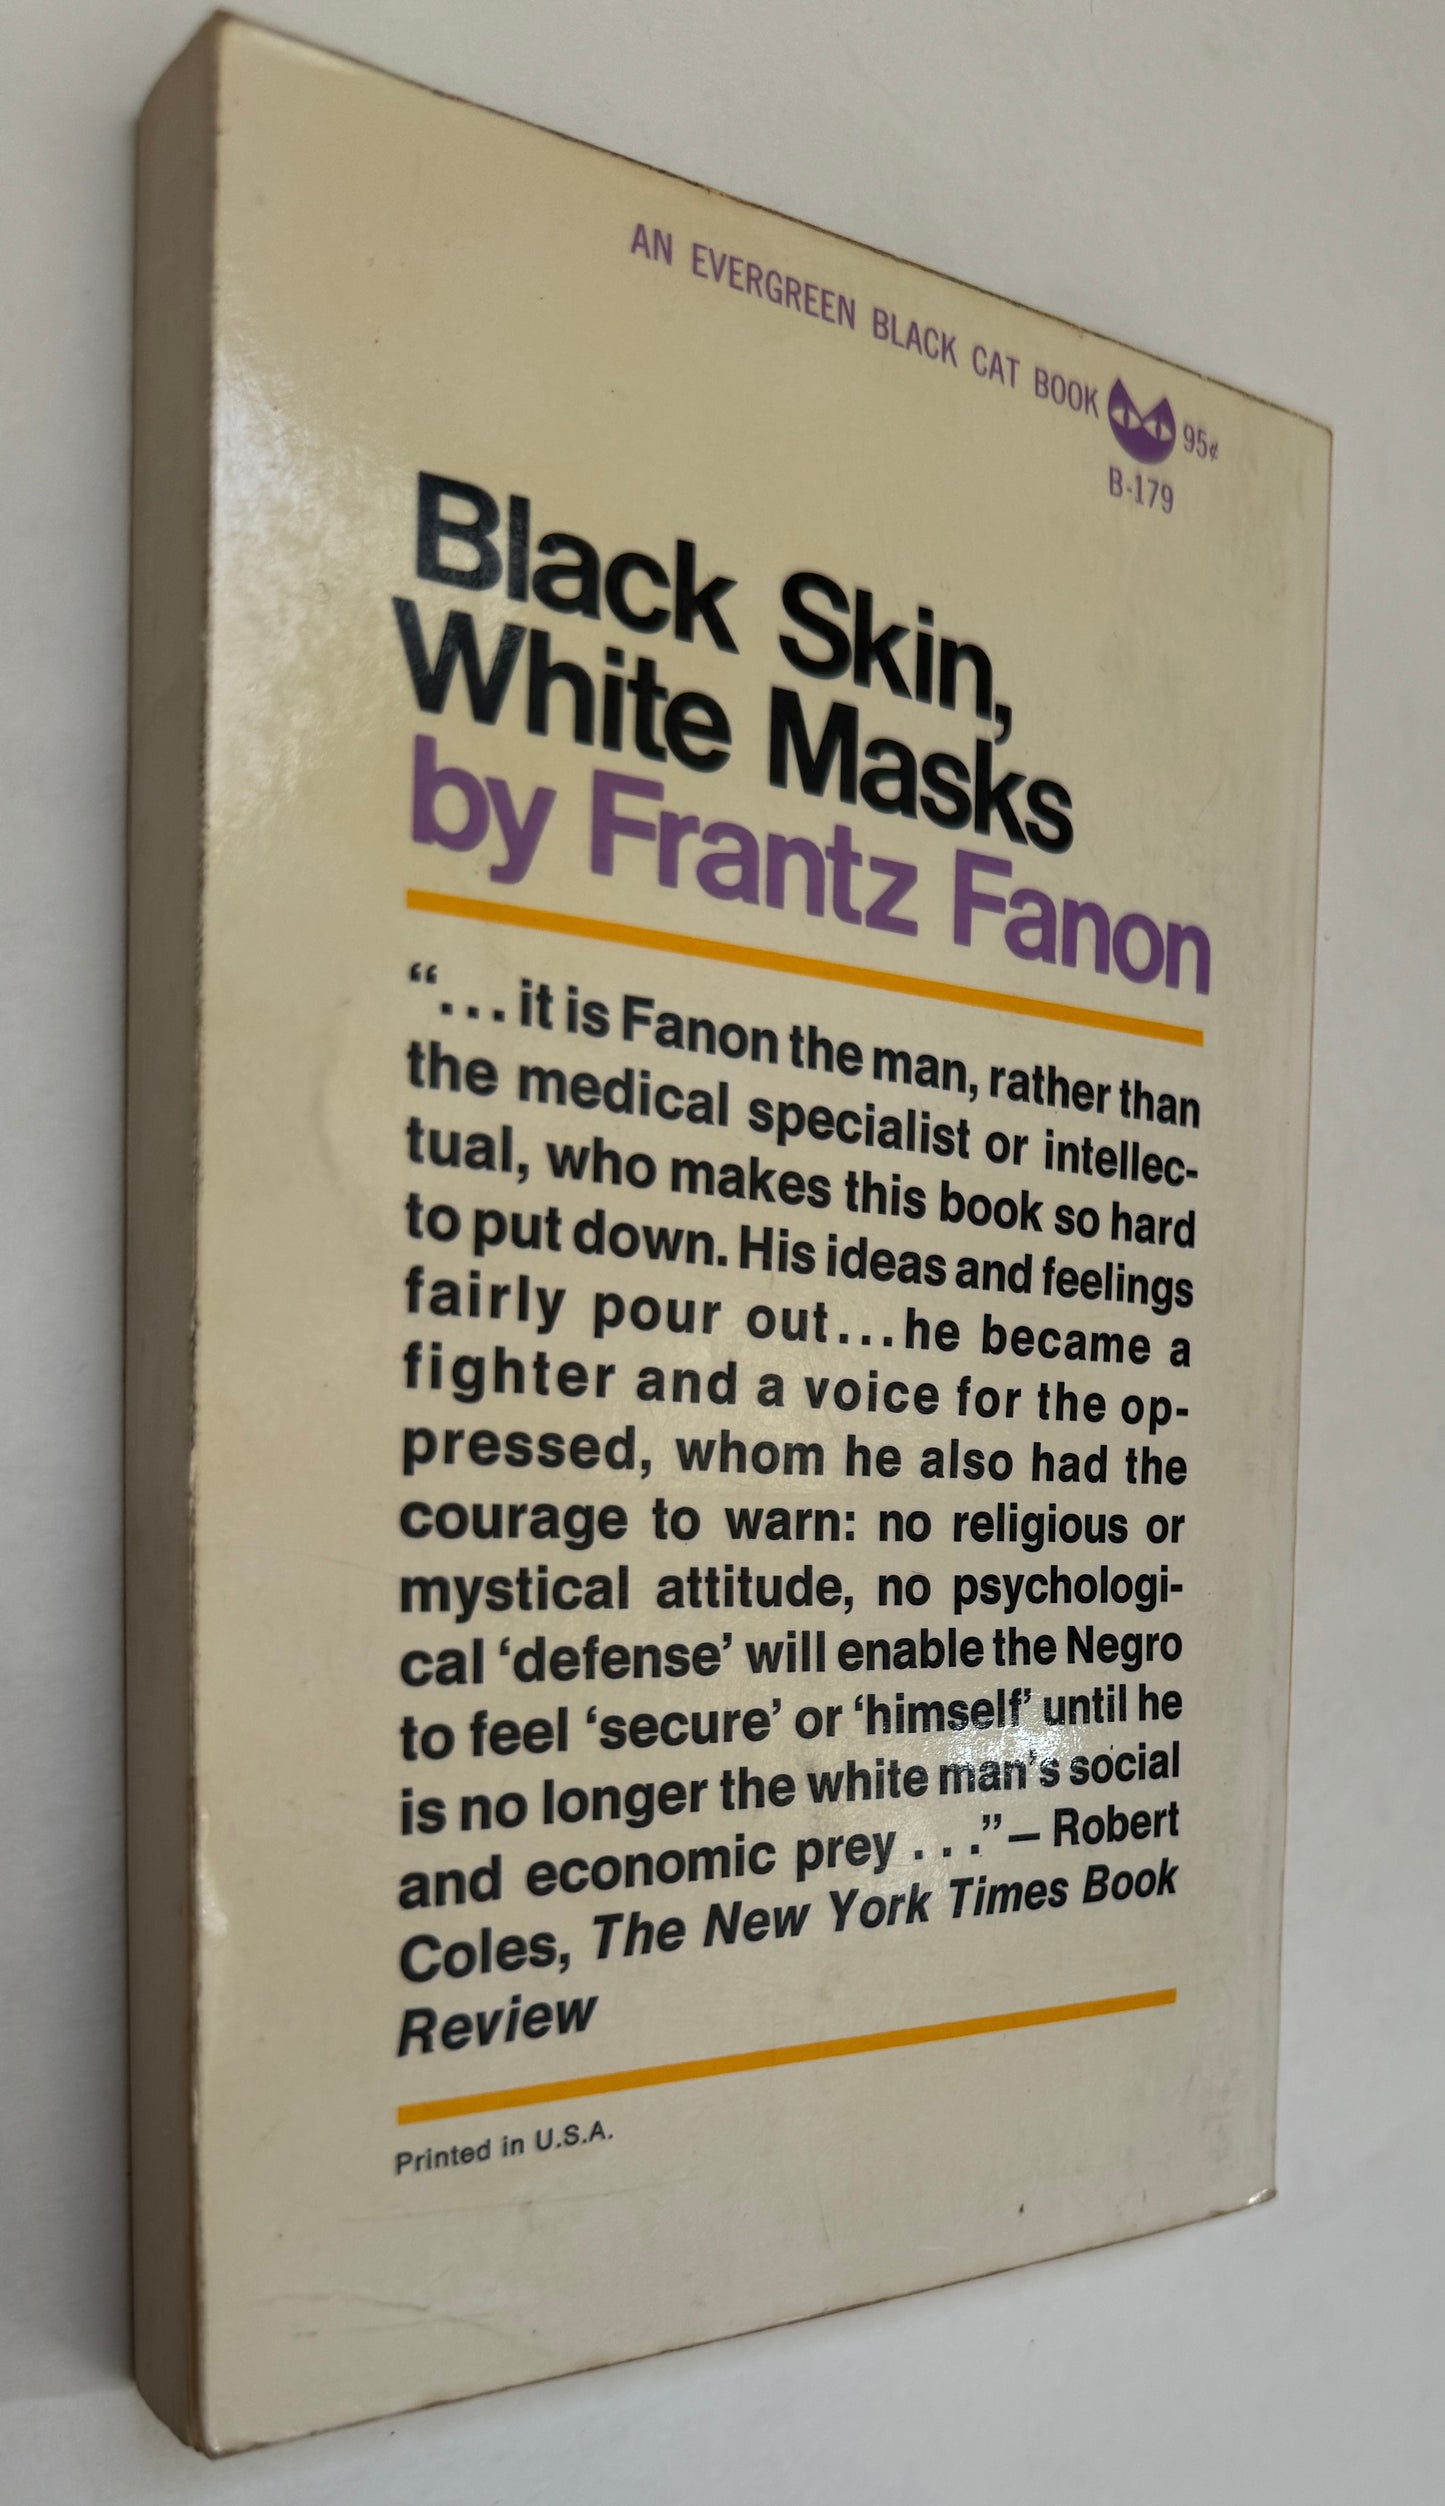 AN EVERGREEN BLACK CAT BOOK 95¢
B-179
Black Skin,
White Masks
by Frantz Fanon
“...it is Fanon the man, rather than
the medical specialist or intellec-
tual, who makes this book so hard
to put down. His ideas and feelings
fairly pour out...he became a
fighter and a voice for the op-
pressed, whom he also had the
courage to warn: no religious or
mystical attitude, no psychologi-
cal ‘defense’ will enable the Negro
to feel ‘secure’ or ‘himself’ until he
is no longer the white man’s social
and economic prey . . .”—Robert
Coles, The New York Times Book
Review
Printed in U.S.A.